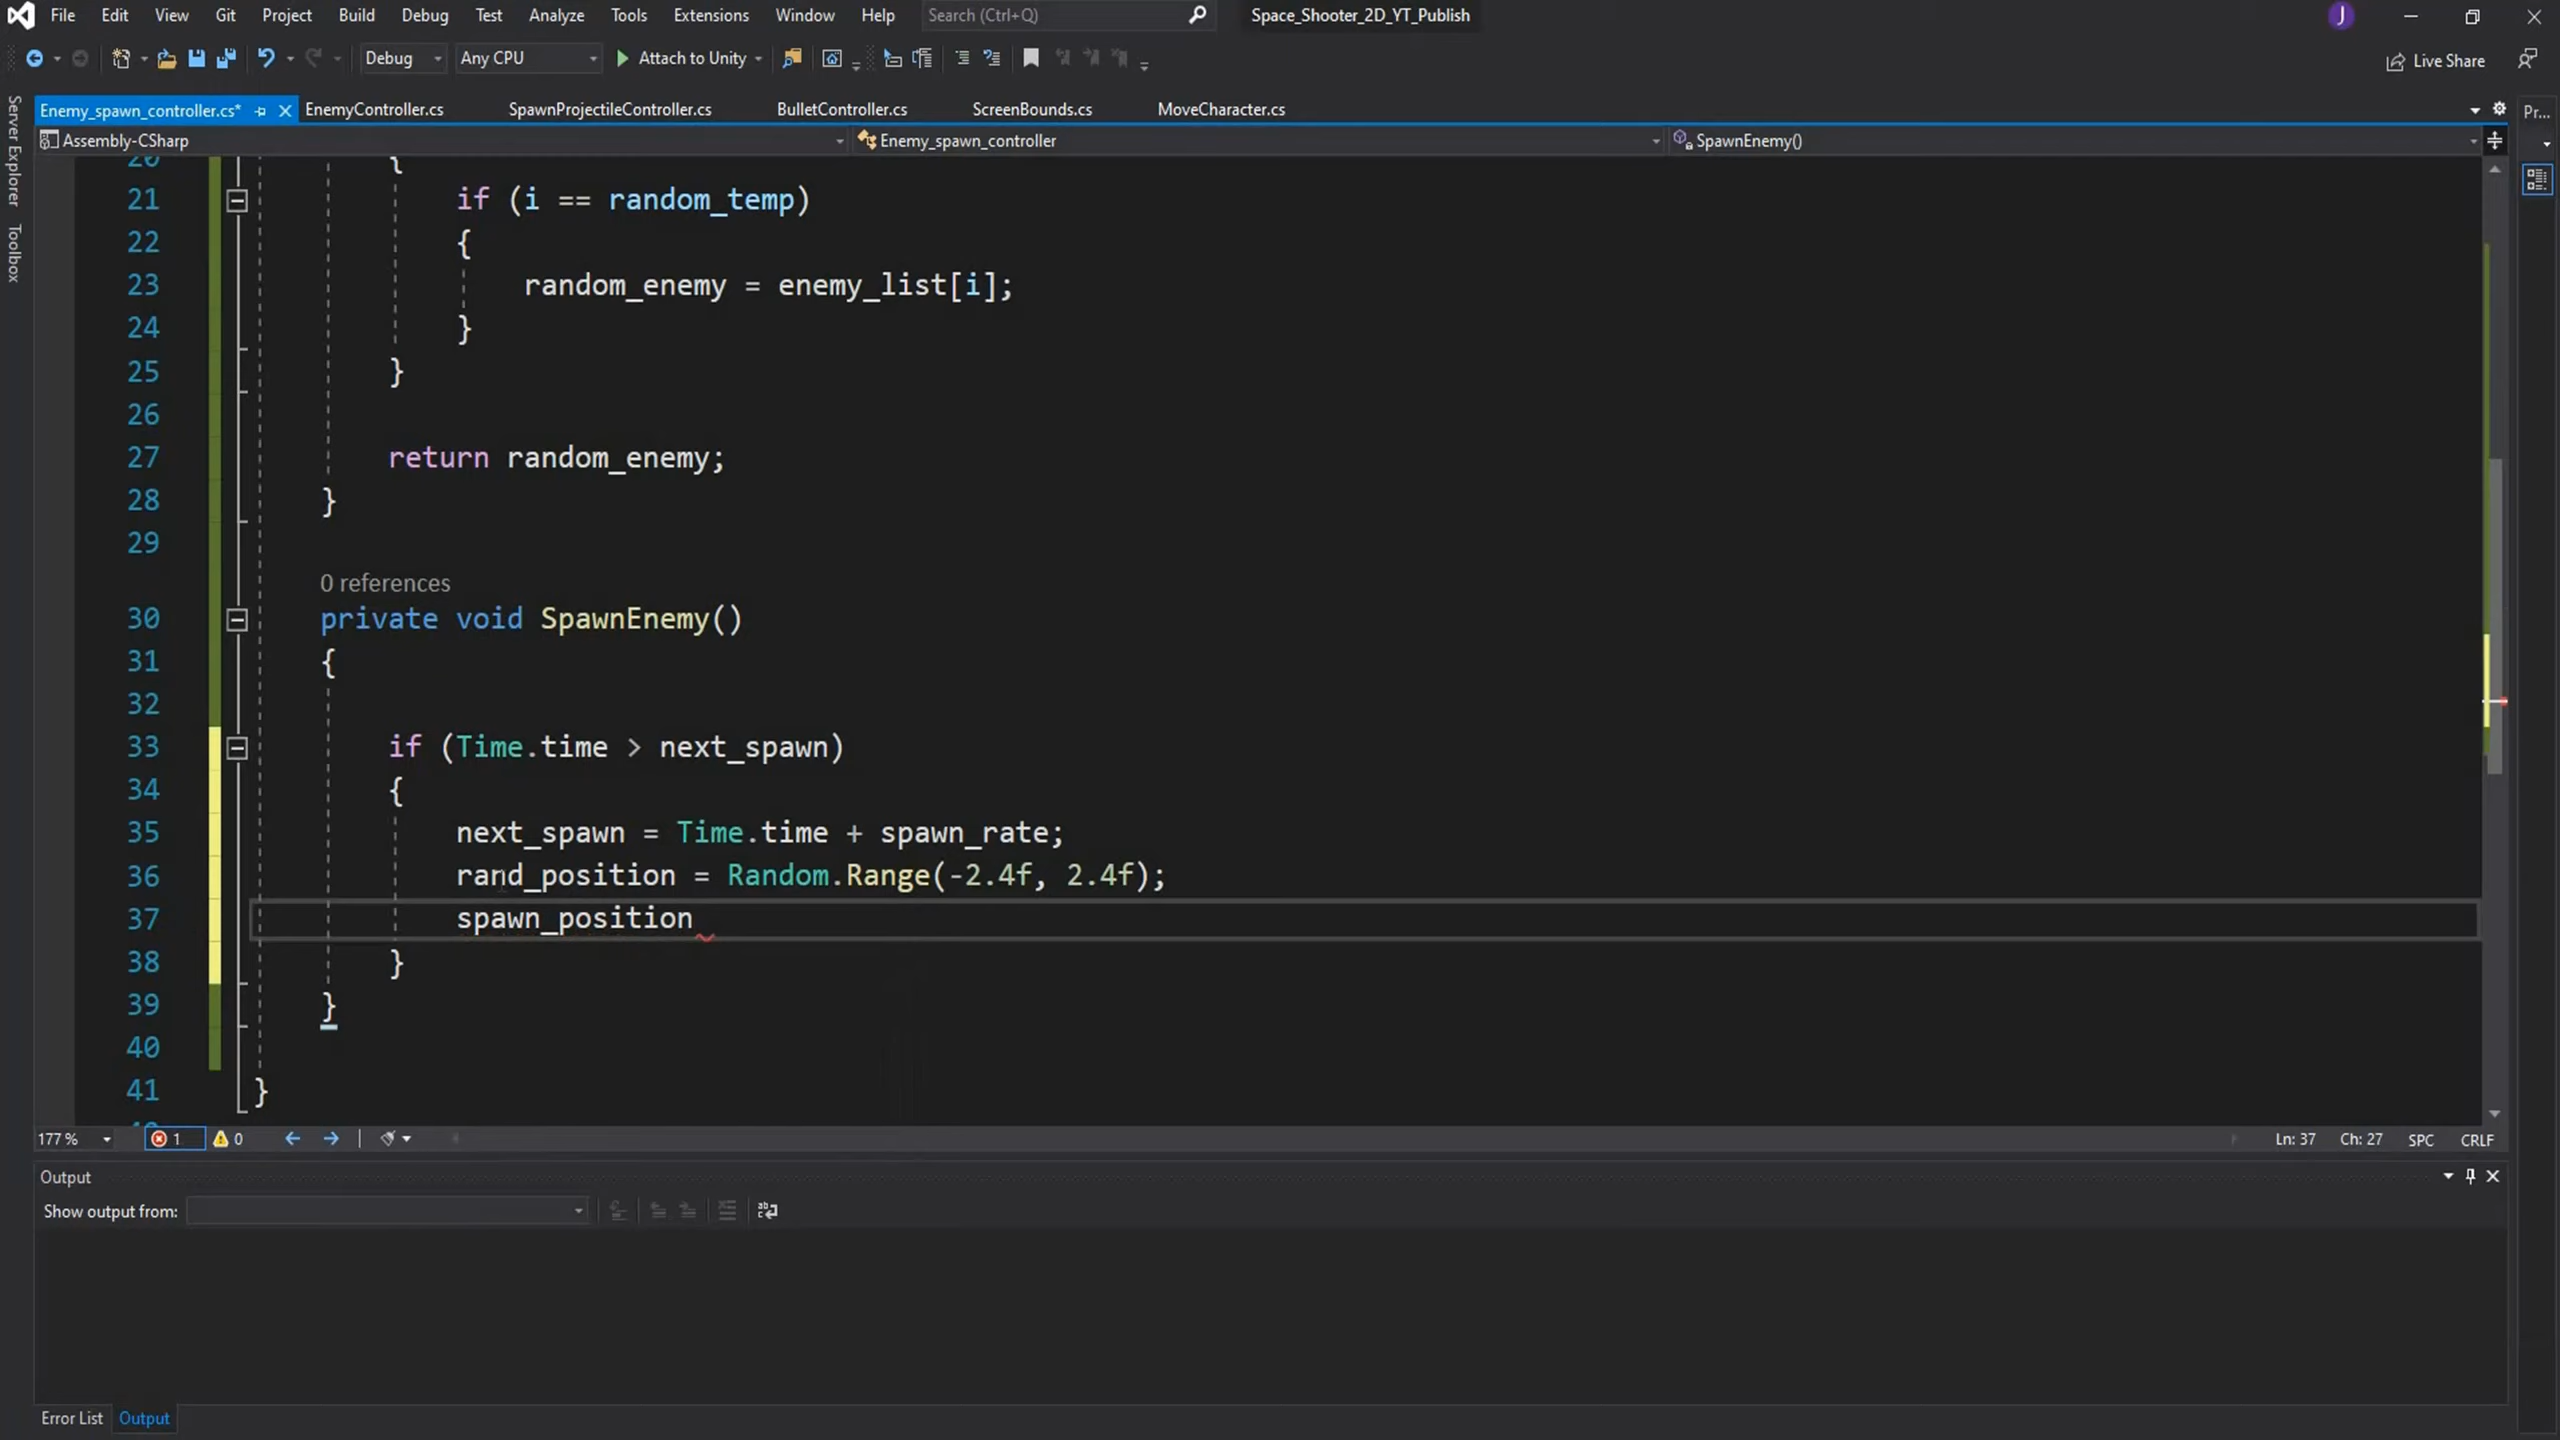 File Edit View Git Project Build Debug Test Analyze Tools Extensions Window Help Search (Ctrl+Q) Space_Shooter_2D_YT_Publish J
Debug Any CPU Attach to Unity Live Share
Enemy_spawn_controller.cs* EnemyController.cs SpawnProjectileController.cs BulletController.cs ScreenBounds.cs MoveCharacter.cs Pr...
Assembly-CSharp Enemy_spawn_controller SpawnEnemy()
Server Explorer
Toolbox
20 {
21 if (i == random_temp)
22 {
23 random_enemy = enemy_list[i];
24 }
25 }
26
27 return random_enemy;
28 }
29
0 references
30 private void SpawnEnemy()
31 {
32
33 if (Time.time > next_spawn)
34 {
35 next_spawn = Time.time + spawn_rate;
36 rand_position = Random.Range(-2.4f, 2.4f);
37 spawn_position
38 }
39 }
40
41 }
177 % 1 0 Ln: 37 Ch: 27 SPC CRLF
Output
Show output from:
Error List Output